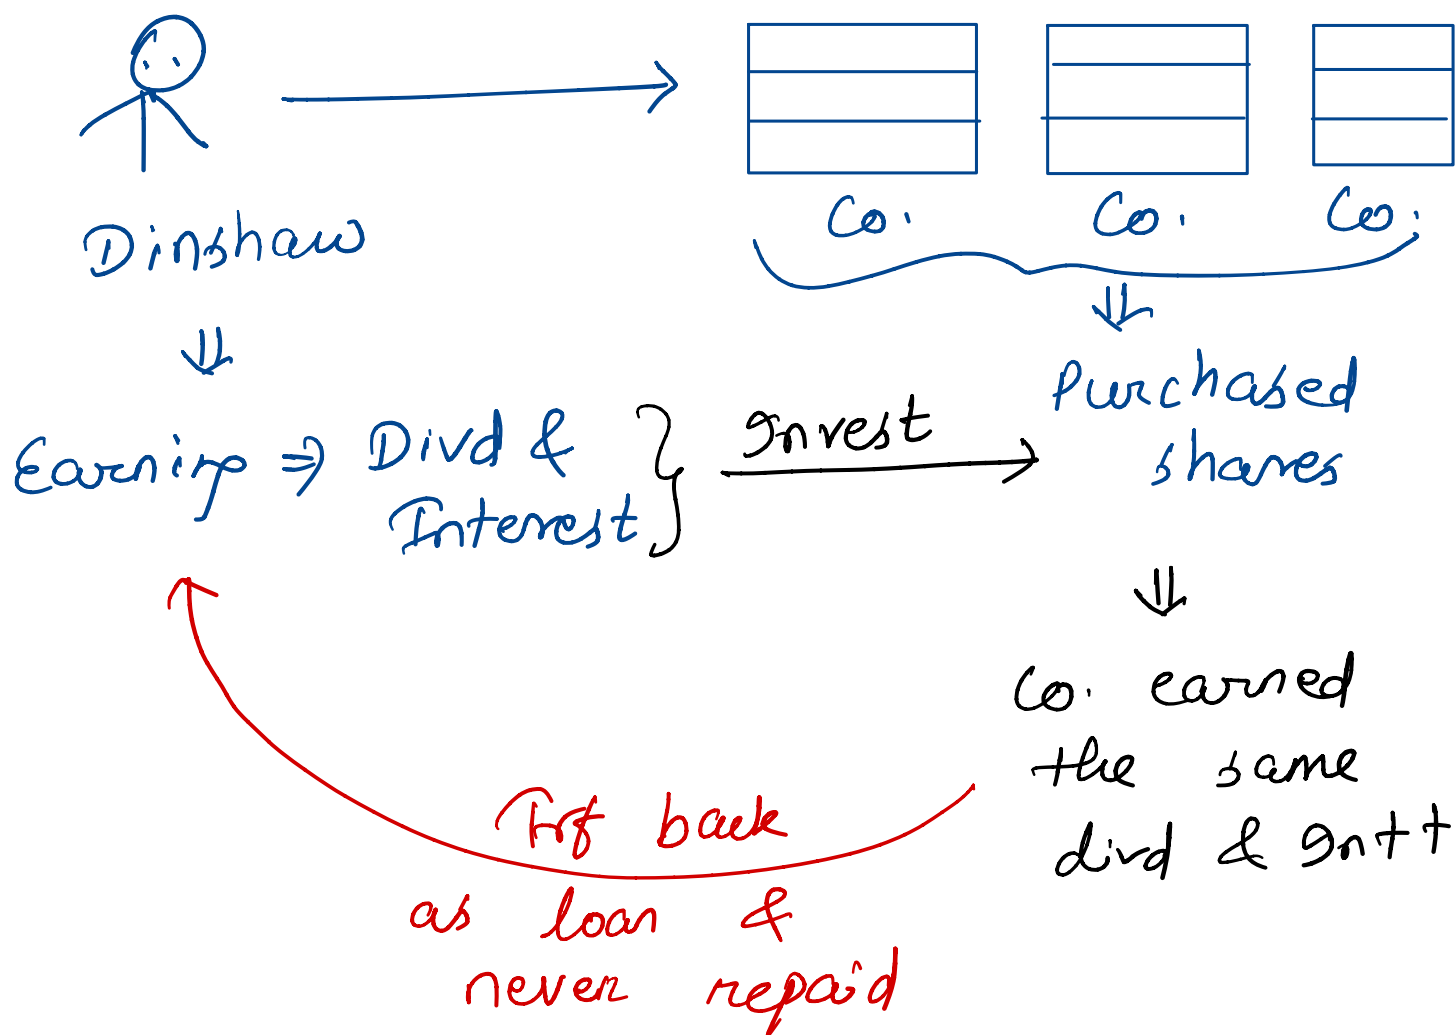 Co. Co. Co.
Dinshaw
Purchased
shares
Earning ⇒ Divd &
Interest
Invest
Co. earned
the same
divd & Intt
Trf back
as loan &
never repaid